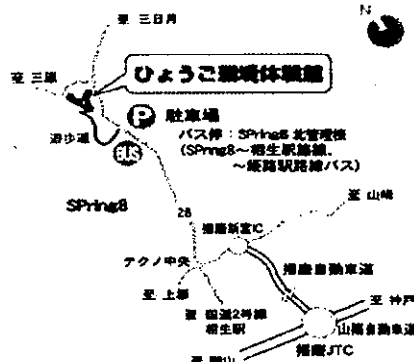 N
至 三日月
至 三原
ひょうご環境体験館
P 駐車場
遊歩道
BUS
バス停:SPring8 北管理棟
(SPring8～相生駅路線、
～姫路駅路線バス)
SPring8
28
至 山崎
播磨新宮IC
テクノ中央
播磨自動車道
至 上郡
至 国道2号線
相生駅
至 神戸
山陽自動車道
播磨JTC
至 岡山